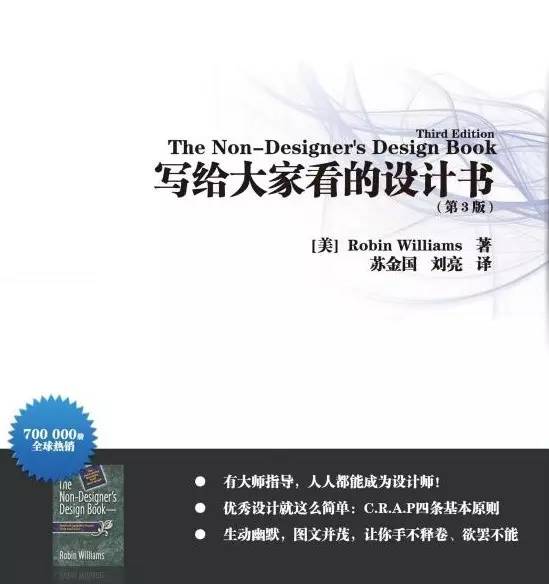 Third Edition
The Non-Designer's Design Book
写给大家看的设计书
(第3版)
[美] Robin Williams 著
苏金国 刘亮 译
700 000册
全球热销
The
Non-Designer's
Design Book—
Robin Williams
● 有大师指导，人人都能成为设计师！
● 优秀设计就这么简单：C.R.A.P四条基本原则
● 生动幽默，图文并茂，让你手不释卷、欲罢不能